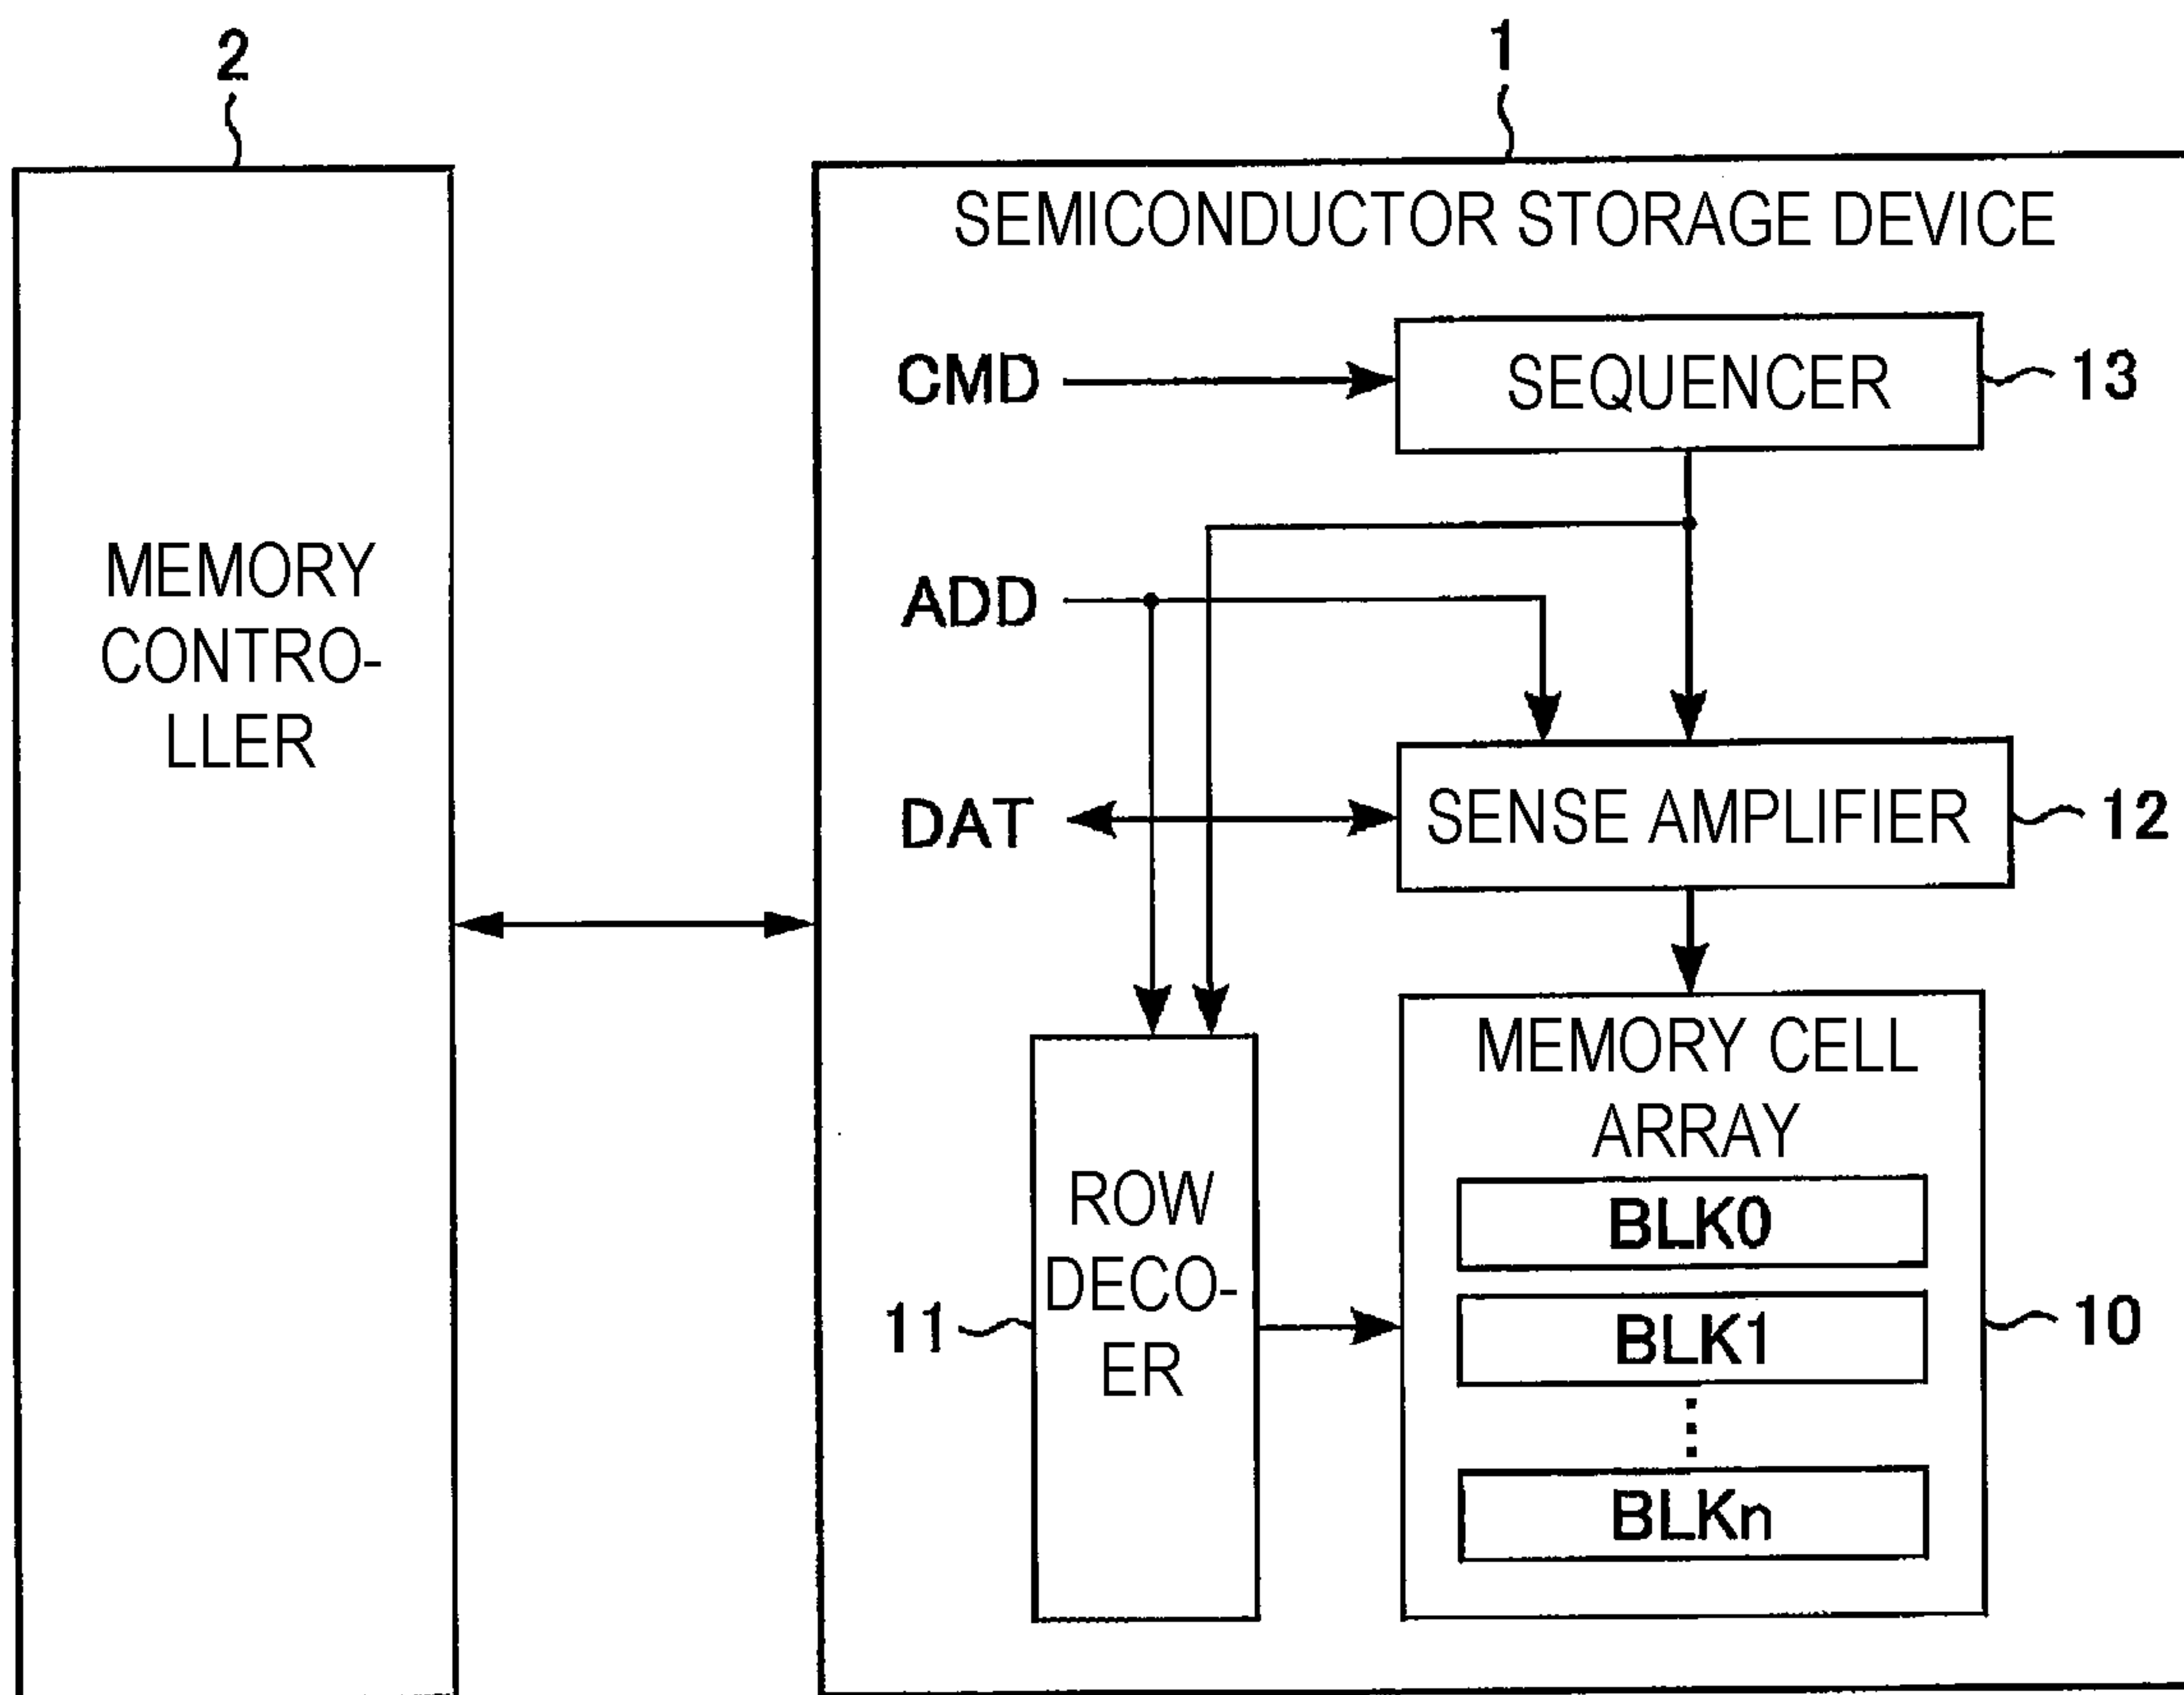 2
1
SEMICONDUCTOR STORAGE DEVICE
CMD
SEQUENCER
13
MEMORY
CONTRO-
LLER
ADD
DAT
SENSE AMPLIFIER
12
MEMORY CELL
ARRAY
ROW
DECO-
ER
11
BLK0
BLK1
BLKn
10